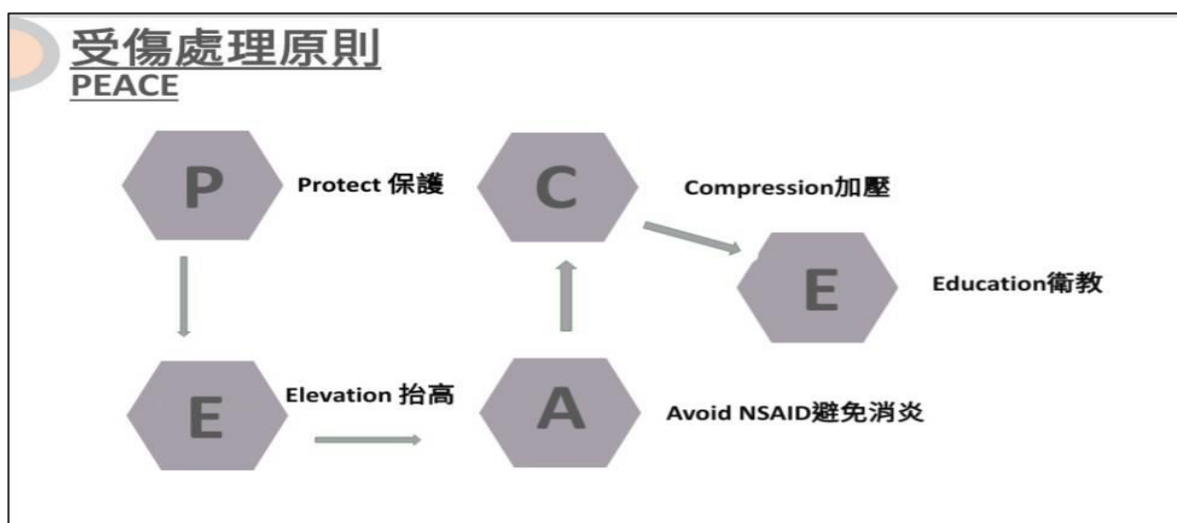 受傷處理原則
PEACE
P
Protect 保護
E
Elevation 抬高
A
Avoid NSAID避免消炎
C
Compression加壓
E
Education衛教